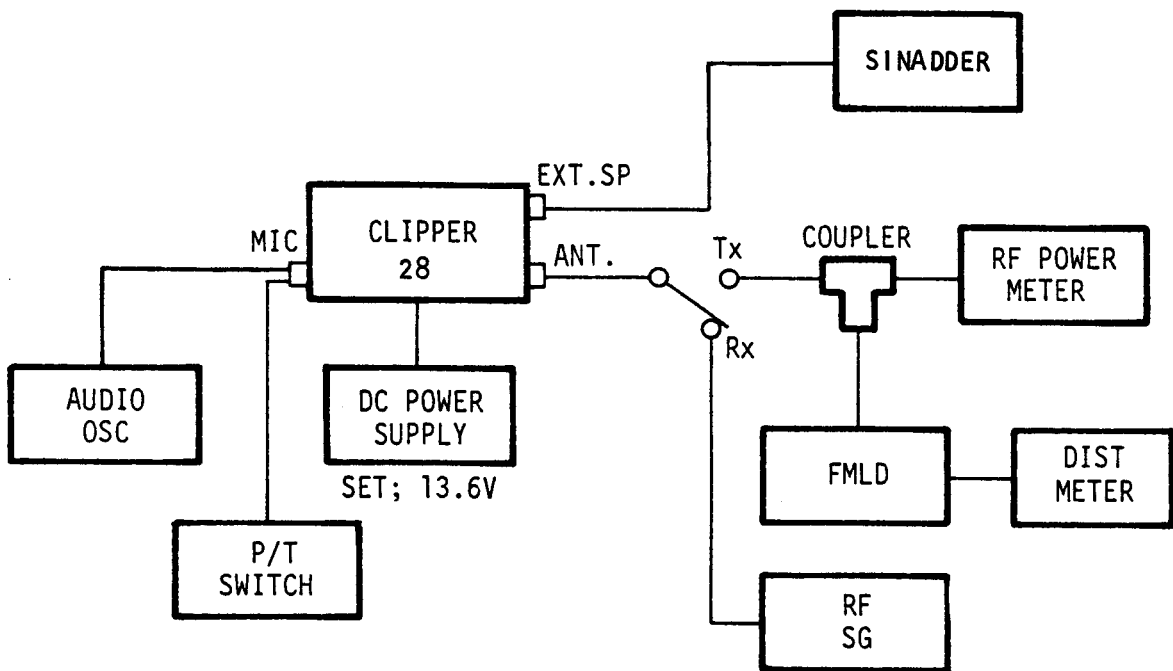 SINADDER
EXT.SP
MIC
CLIPPER
28
ANT.
Tx
COUPLER
RF POWER
METER
Rx
AUDIO
OSC
DC POWER
SUPPLY
SET; 13.6V
FMLD
DIST
METER
P/T
SWITCH
RF
SG